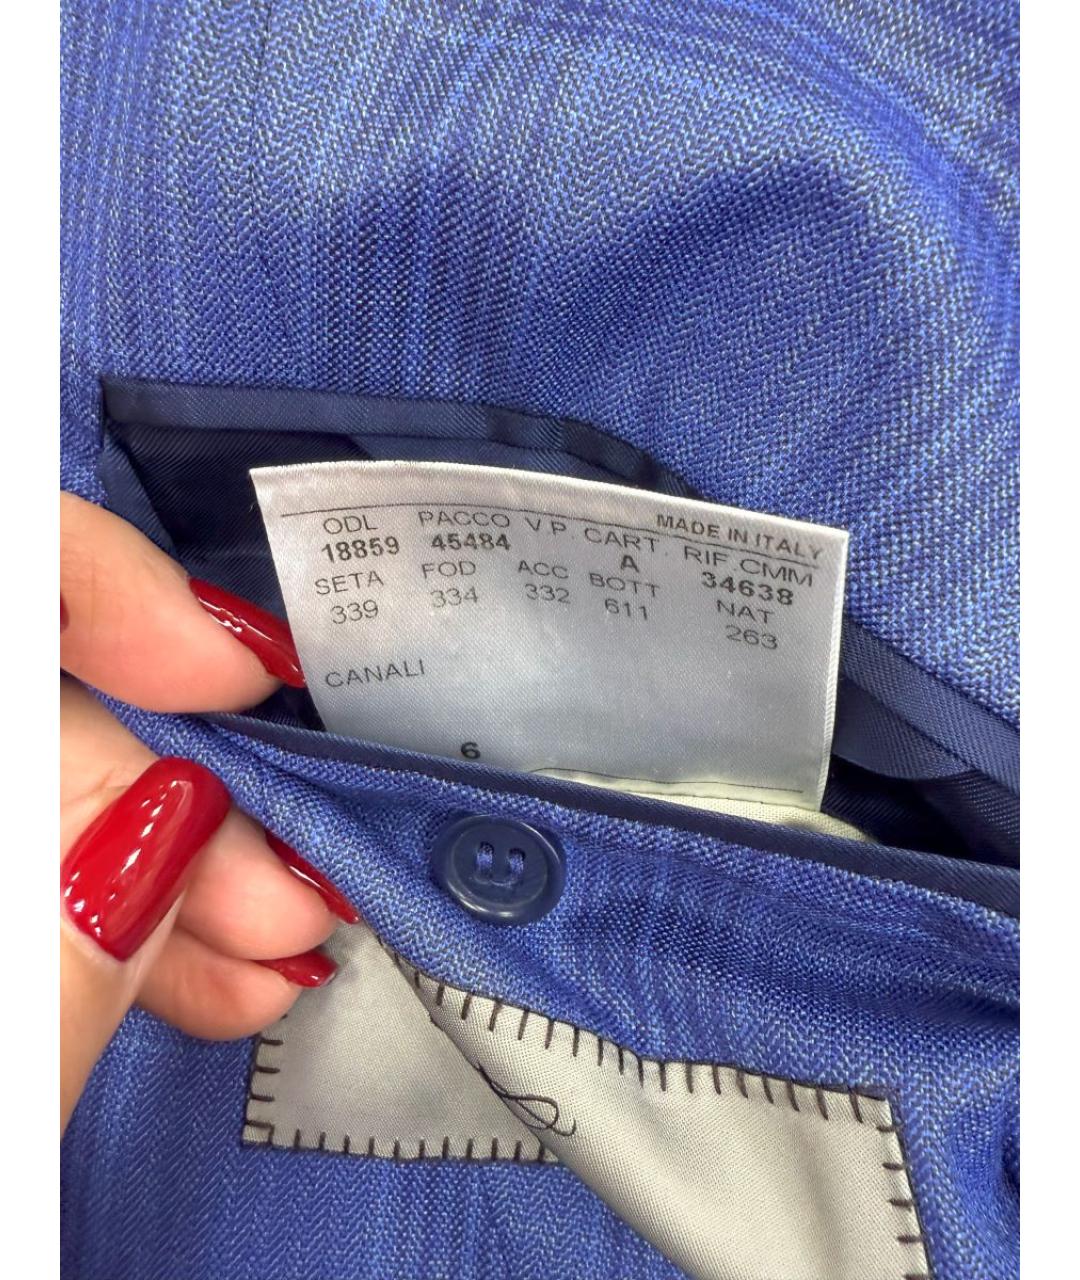 MADE IN ITALY
ODL PACCO V.P. CART. RIF.CMM
18859 45484 A 34638
SETA FOD ACC BOTT NAT
339 334 332 611 263
CANALI
6